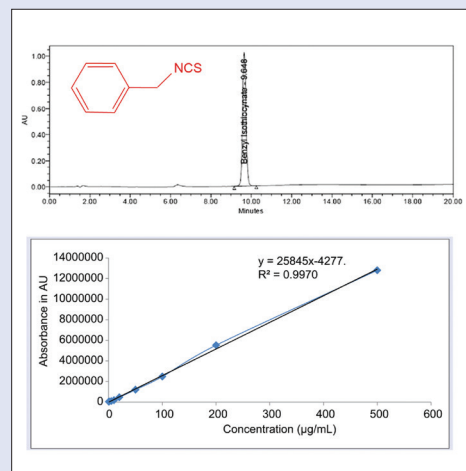 NCS
Benzyl Isothiocynate - 9.648
AU
1.00
0.80
0.60
0.40
0.20
0.00
0.00 2.00 4.00 6.00 8.00 10.00 12.00 14.00 16.00 18.00 20.00
Minutes
y = 25845x-4277.
R² = 0.9970
Absorbance in AU
14000000
12000000
10000000
8000000
6000000
4000000
2000000
0
0 100 200 300 400 500 600
Concentration (µg/mL)